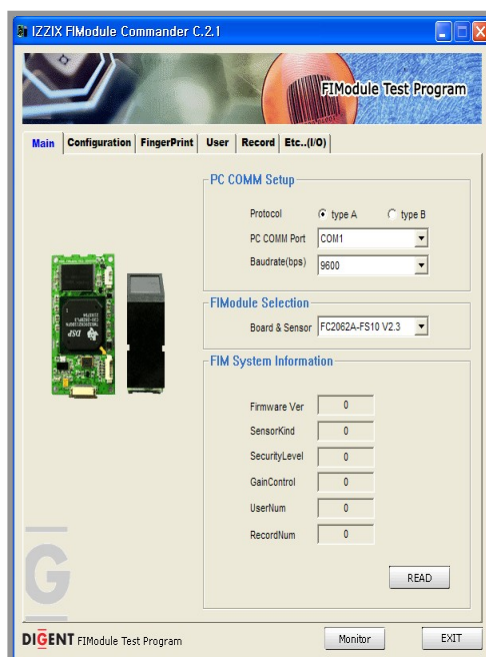 IZZIX FIModule Commander C.2.1
FIModule Test Program
Main Configuration FingerPrint User Record Etc..(I/O)
PC COMM Setup
Protocol type A type B
PC COMM Port COM1
Baudrate(bps) 9600
FIModule Selection
Board & Sensor FC2062A-FS10 V2.3
FIM System Information
Firmware Ver 0
SensorKind 0
SecurityLevel 0
GainControl 0
UserNum 0
RecordNum 0
READ
G
DIGENT FIModule Test Program
Monitor EXIT
DSP